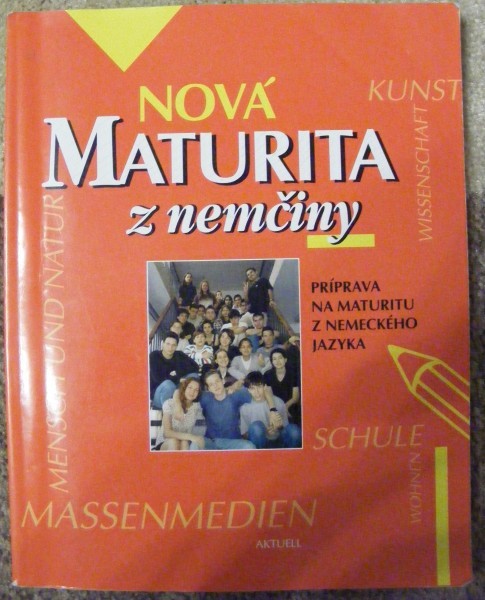 NOVÁ
MATURITA
z nemčiny
KUNST
WISSENSCHAFT
MENSCH UND NATUR
PRÍPRAVA
NA MATURITU
Z NEMECKÉHO
JAZYKA
SCHULE
WOHNEN
MASSENMEDIEN
AKTUELL